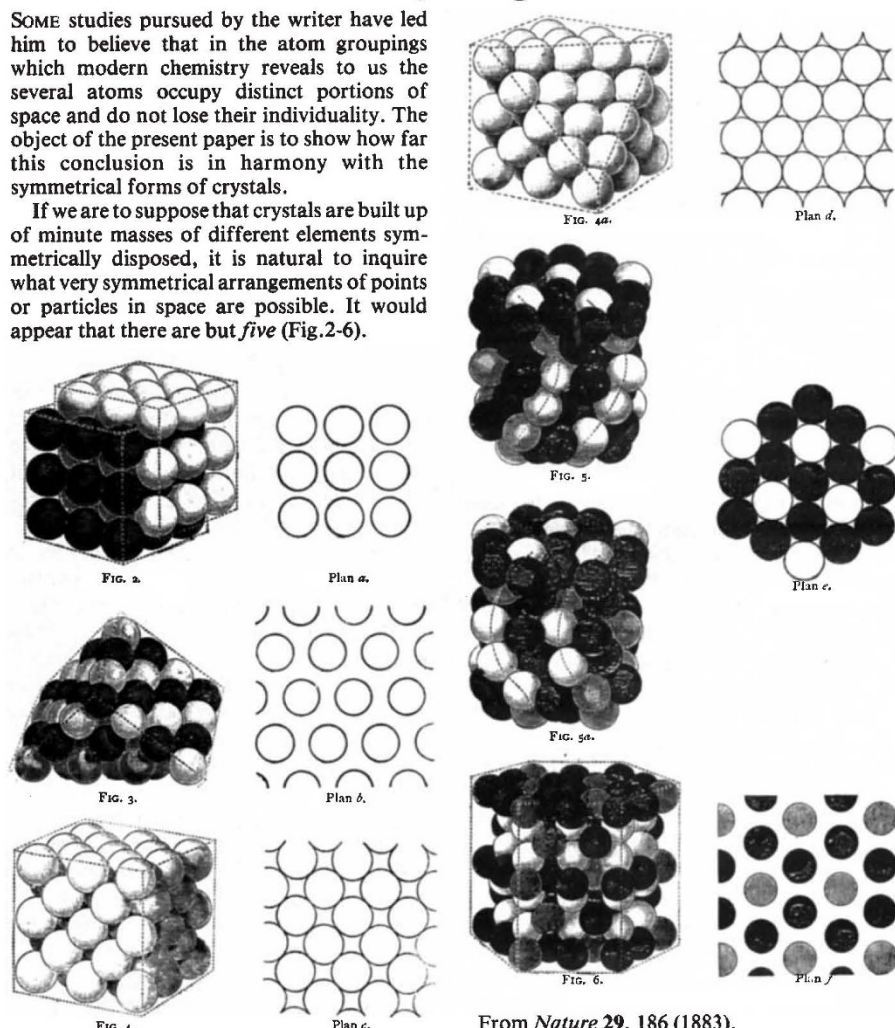 SOME studies pursued by the writer have led
him to believe that in the atom groupings
which modern chemistry reveals to us the
several atoms occupy distinct portions of
space and do not lose their individuality. The
object of the present paper is to show how far
this conclusion is in harmony with the
symmetrical forms of crystals.
If we are to suppose that crystals are built up
of minute masses of different elements sym-
metrically disposed, it is natural to inquire
what very symmetrical arrangements of points
or particles in space are possible. It would
appear that there are but five (Fig.2-6).
FIG. 2.
Plan a.
FIG. 3.
Plan b.
FIG. 4
Plan c.
FIG. 4a.
Plan d.
FIG. 5.
Plan e.
FIG. 5a.
FIG. 6.
Plan f
From Nature 29, 186 (1883).